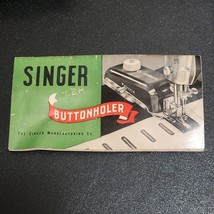 SINGER
BUTTONHOLER
THE SINGER MANUFACTURING CO.